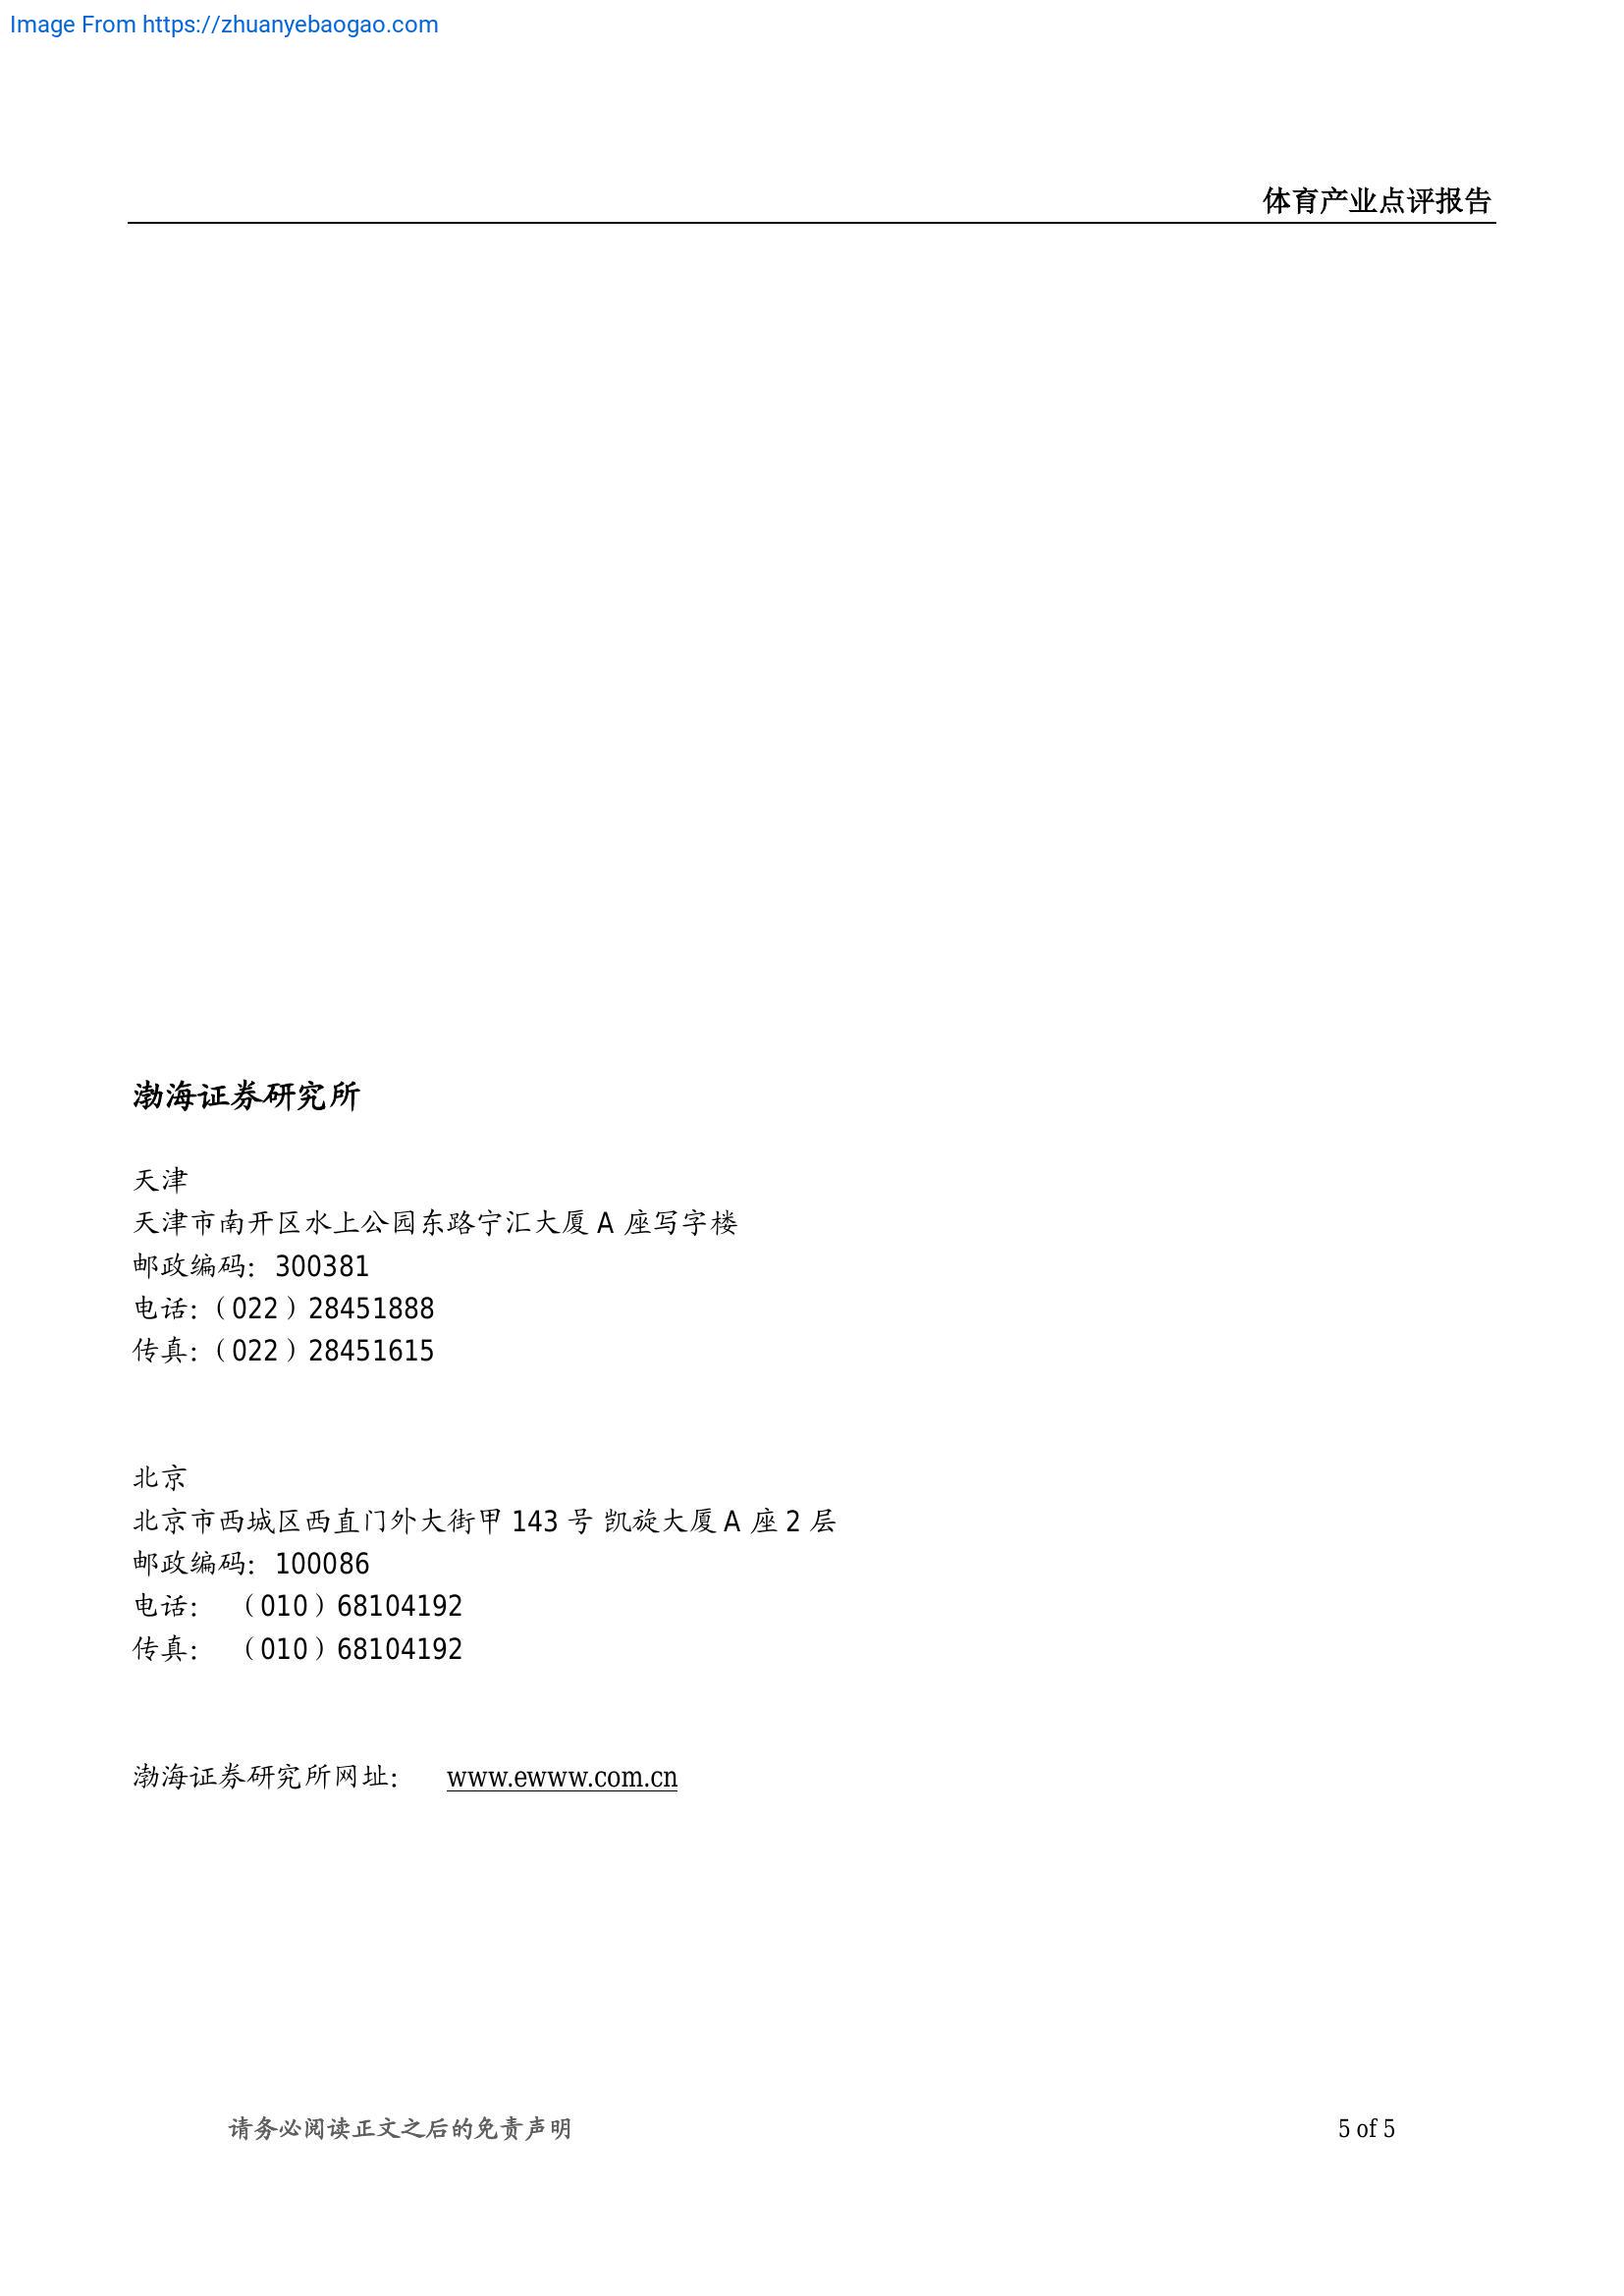 Image From https://zhuanyebaogao.com
体育产业点评报告
渤海证券研究所
天津
天津市南开区水上公园东路宁汇大厦 A 座写字楼
邮政编码：300381
电话：（022）28451888
传真：（022）28451615
北京
北京市西城区西直门外大街甲 143 号 凯旋大厦 A 座 2 层
邮政编码：100086
电话： （010）68104192
传真： （010）68104192
渤海证券研究所网址： www.ewww.com.cn
请务必阅读正文之后的免责声明 5 of 5